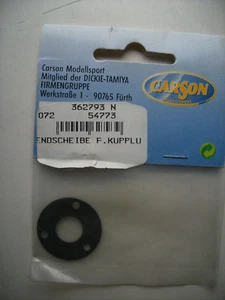 Carson Modellsport
Mitglied der DICKIE-TAMIYA
FIRMENGRUPPE
Werkstraße 1 - 90765 Fürth
CARSON
362793 N
072 54773
ENDSCHEIBE F.KUPPLU